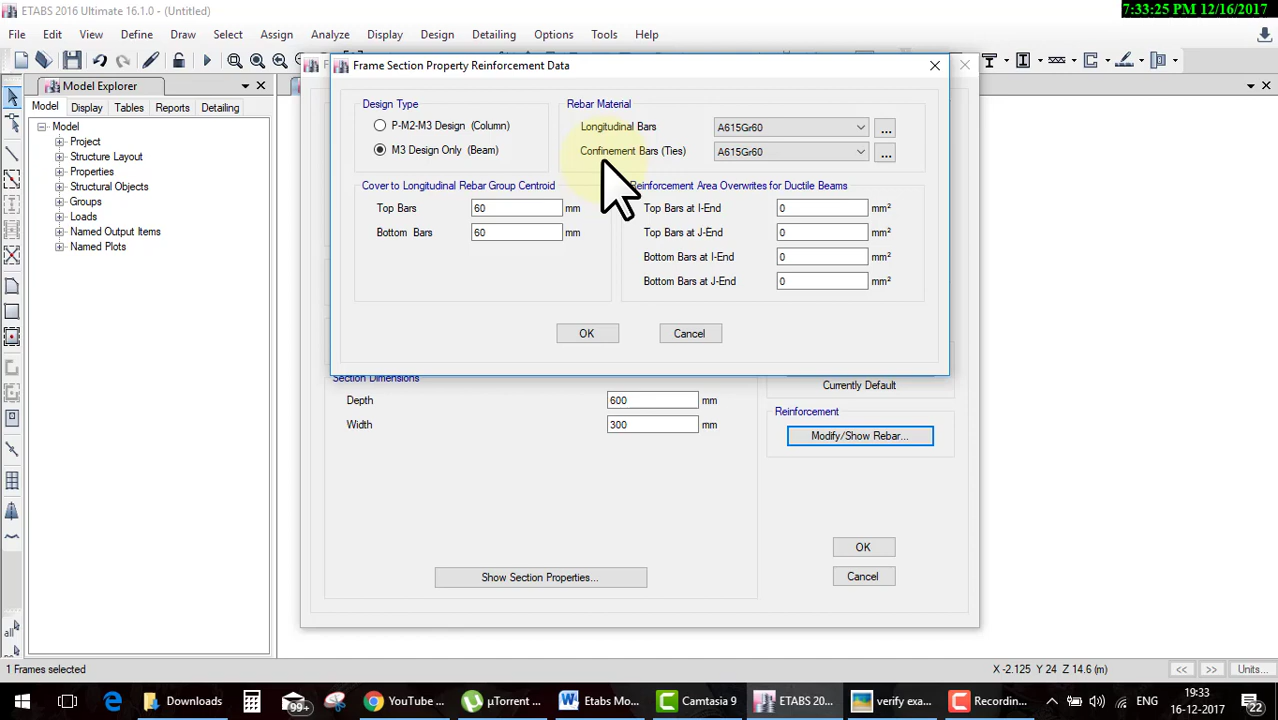 ETABS 2016 Ultimate 16.1.0 - (Untitled)
7:33:25 PM 12/16/2017
File Edit View Define Draw Select Assign Analyze Display Design Detailing Options Tools Help
Model Explorer
Model Display Tables Reports Detailing
Model
Project
Structure Layout
Properties
Structural Objects
Groups
Loads
Named Output Items
Named Plots
Frame Section Property Reinforcement Data
Design Type
P-M2-M3 Design (Column)
M3 Design Only (Beam)
Rebar Material
Longitudinal Bars A615Gr60 ...
Confinement Bars (Ties) A615Gr60 ...
Cover to Longitudinal Rebar Group Centroid
Top Bars 60 mm
Bottom Bars 60 mm
Reinforcement Area Overwrites for Ductile Beams
Top Bars at I-End 0 mm²
Top Bars at J-End 0 mm²
Bottom Bars at I-End 0 mm²
Bottom Bars at J-End 0 mm²
OK Cancel
Section Dimensions
Depth 600 mm
Width 300 mm
Currently Default
Reinforcement
Modify/Show Rebar...
Show Section Properties...
OK
Cancel
all
1 Frames selected
X -2.125 Y 24 Z 14.6 (m)
<< >> Units...
99+
Downloads
YouTube ...
µTorrent ...
Etabs Mo...
Camtasia 9
ETABS 20...
verify exa...
Recordin...
ENG
19:33
16-12-2017
22